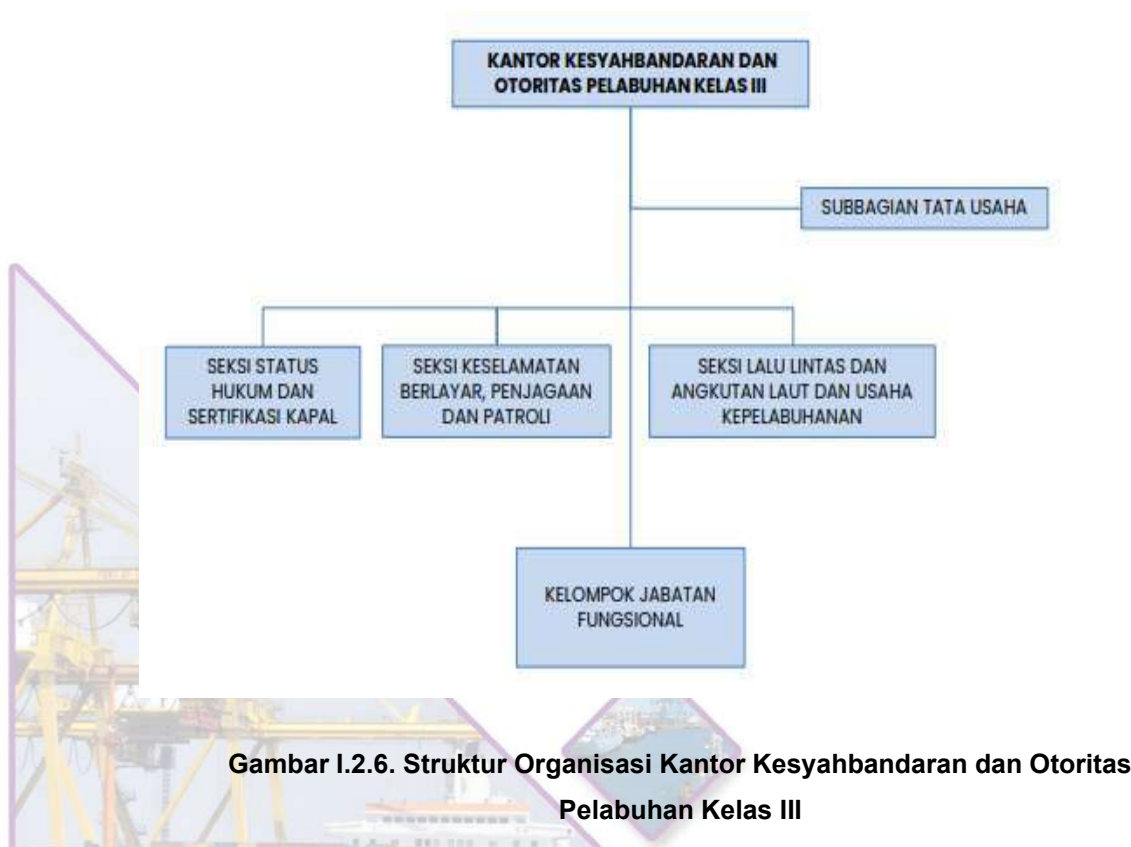 KANTOR KESYAHBANDARAN DAN
OTORITAS PELABUHAN KELAS III
SUBBAGIAN TATA USAHA
SEKSI STATUS
HUKUM DAN
SERTIFIKASI KAPAL
SEKSI KESELAMATAN
BERLAYAR, PENJAGAAN
DAN PATROLI
SEKSI LALU LINTAS DAN
ANGKUTAN LAUT DAN USAHA
KEPELABUHANAN
KELOMPOK JABATAN
FUNGSIONAL
Gambar I.2.6. Struktur Organisasi Kantor Kesyahbandaran dan Otoritas
Pelabuhan Kelas III